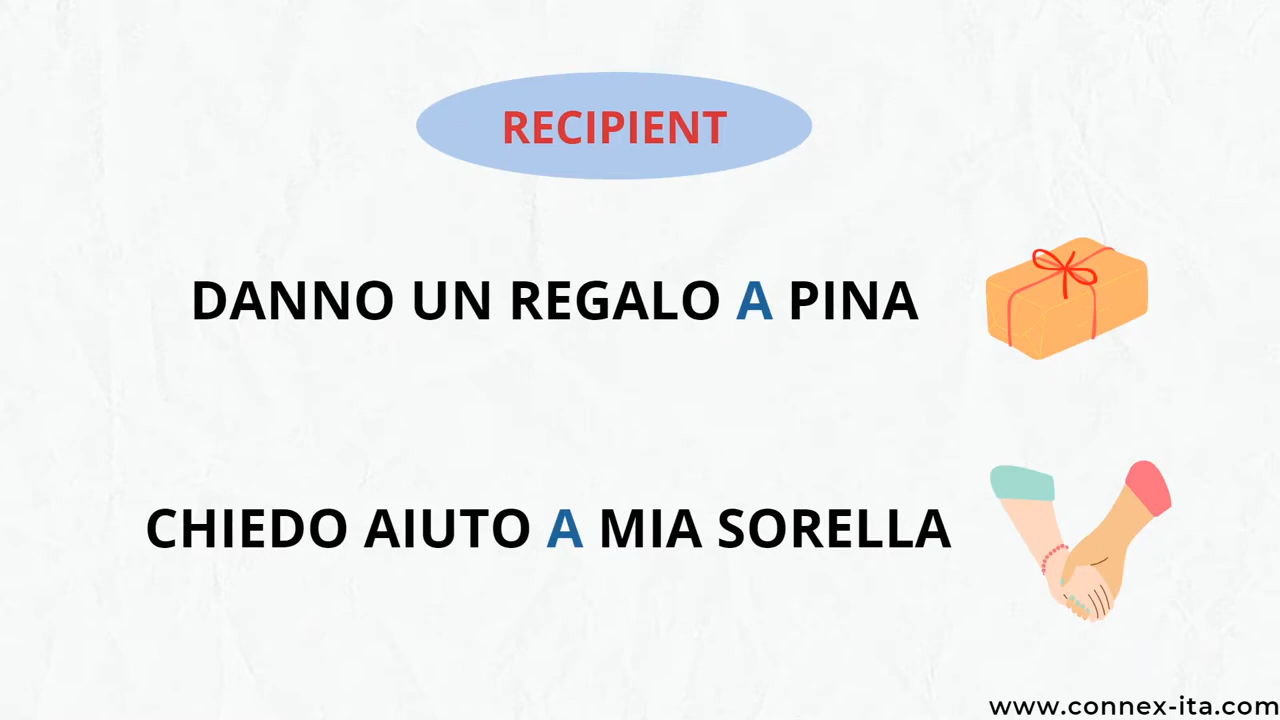 RECIPIENT
DANNO UN REGALO A PINA
CHIEDO AIUTO A MIA SORELLA
www.connex-ita.com